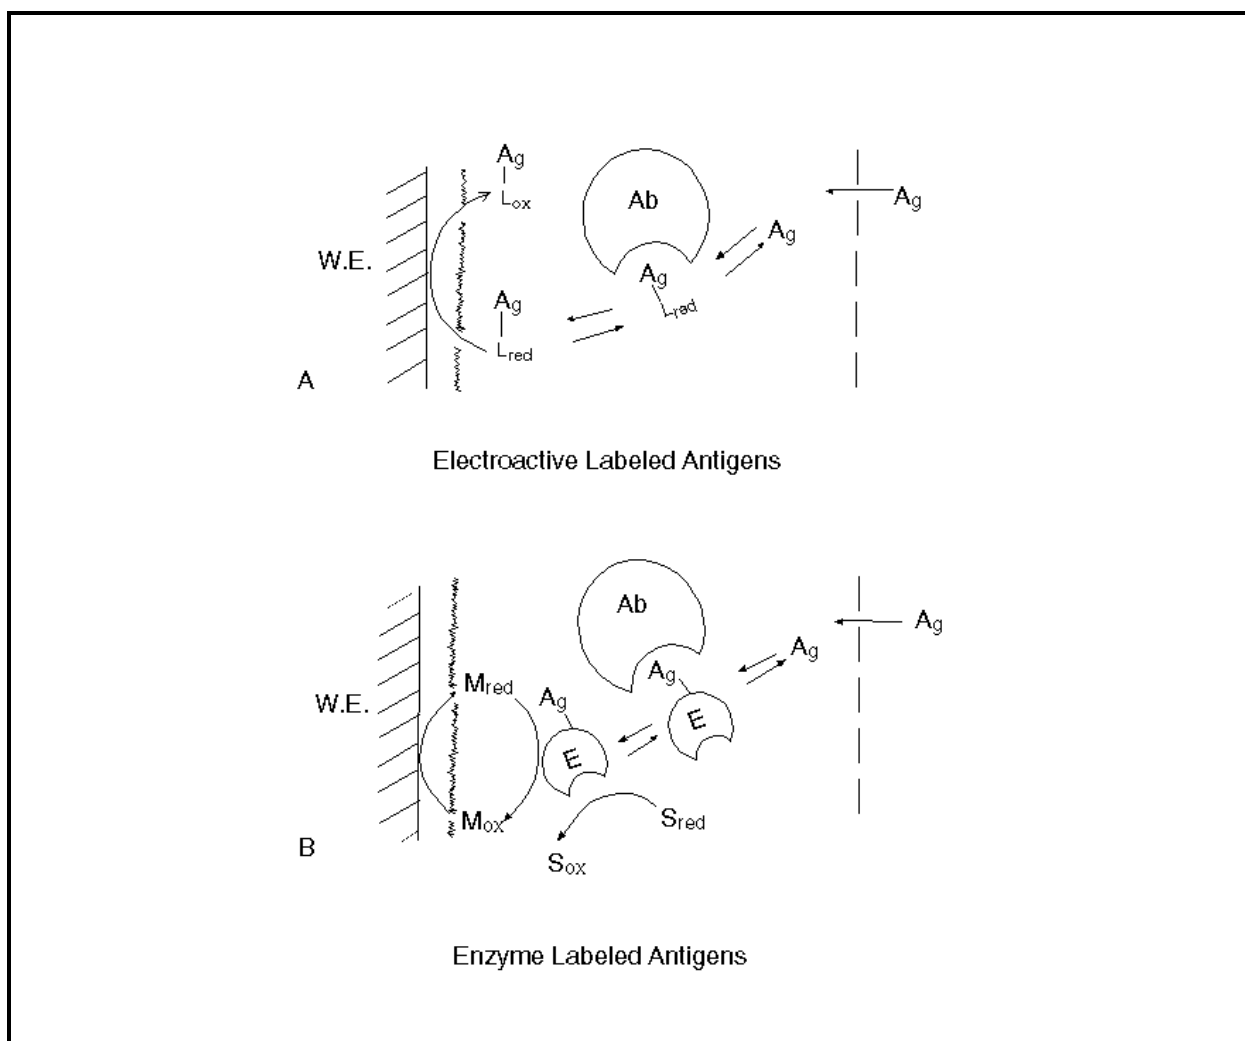 Ag
Lox
Ab
Ag
Ag
W.E.
Ag
Lred
Ag
Lred
A
Electroactive Labeled Antigens
Ab
Ag
Ag
Ag
Mred
Ag
W.E.
E
E
Mox
Sred
B
Sox
Enzyme Labeled Antigens